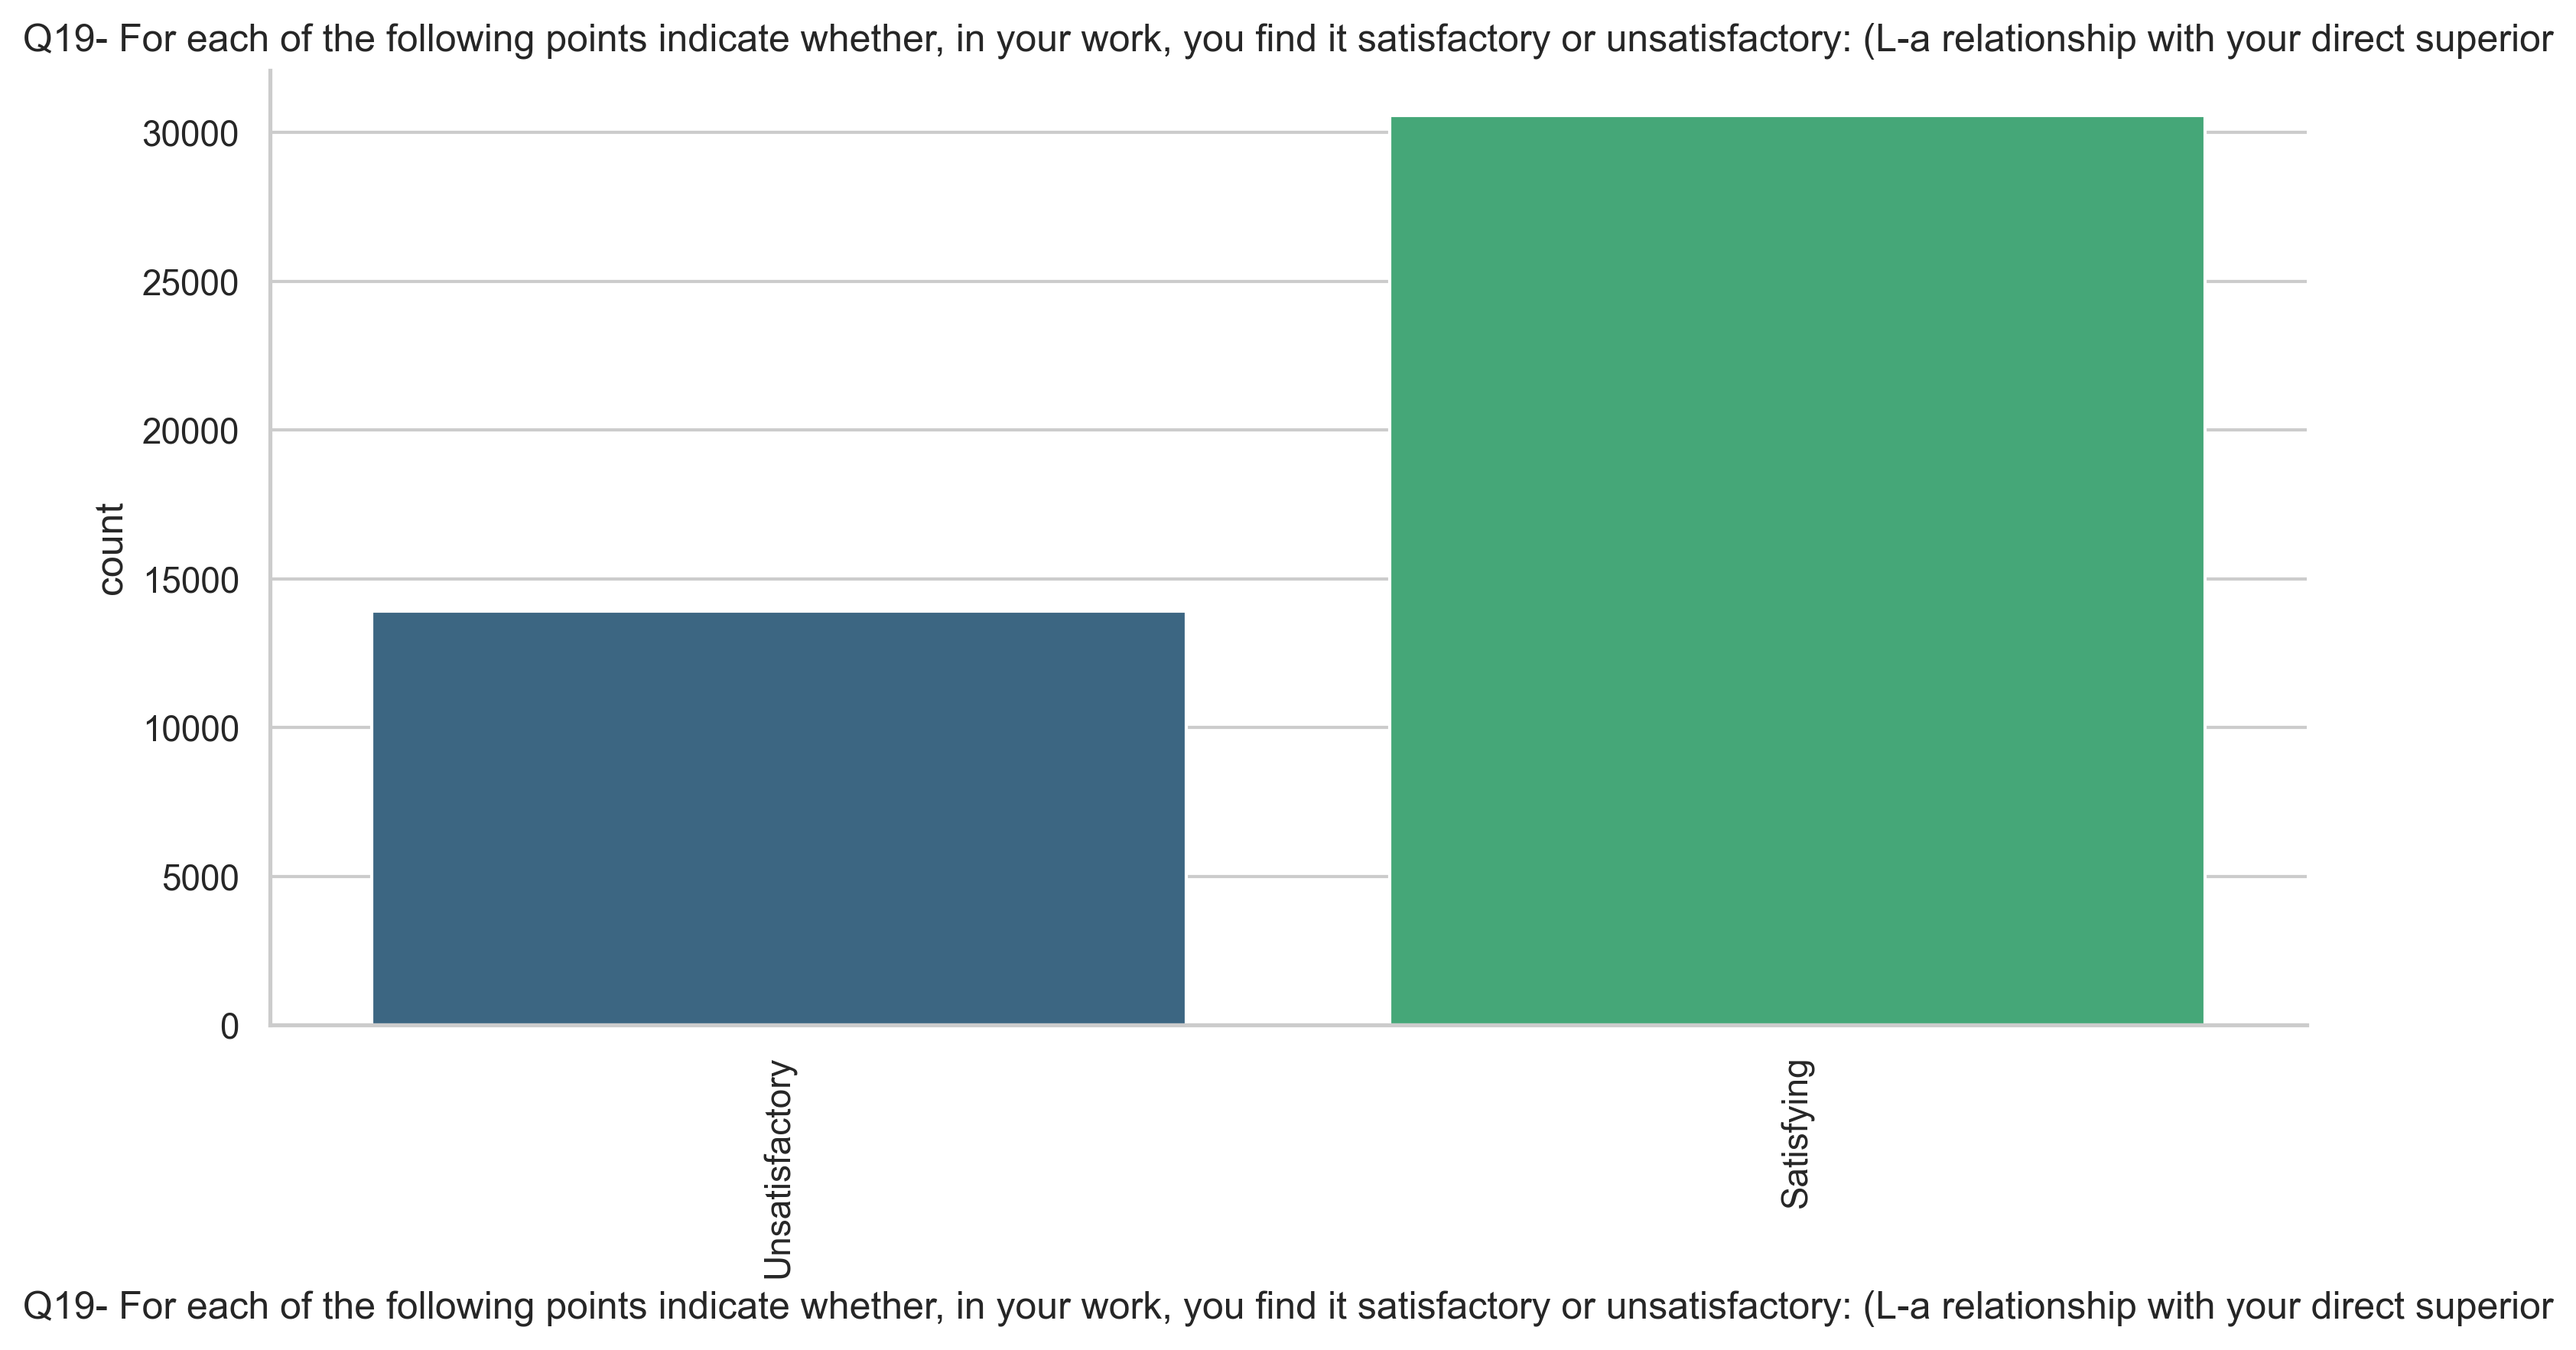 Q19- For each of the following points indicate whether, in your work, you find it satisfactory or unsatisfactory: (L-a relationship with your direct superior
30000
25000
20000
15000
10000
5000
0
count
Unsatisfactory
Satisfying
Q19- For each of the following points indicate whether, in your work, you find it satisfactory or unsatisfactory: (L-a relationship with your direct superior